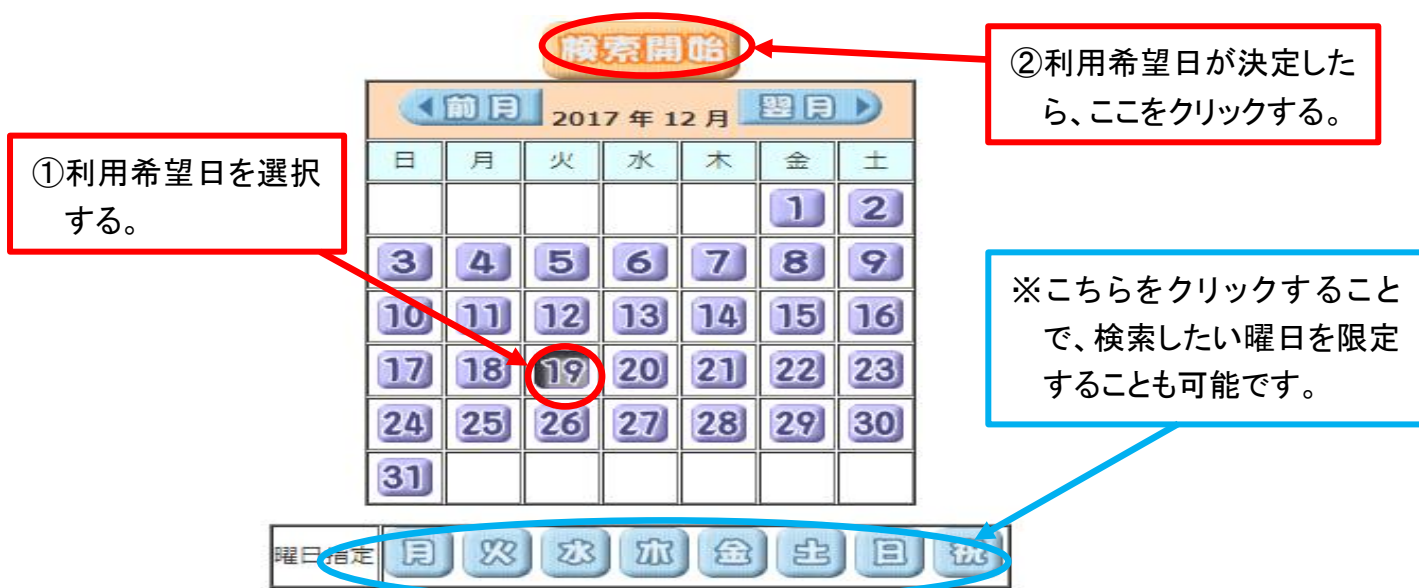 検索開始
②利用希望日が決定した
ら、ここをクリックする。
前月 2017 年 12 月 翌月
①利用希望日を選択
する。
日 月 火 水 木 金 土
1 2
3 4 5 6 7 8 9
10 11 12 13 14 15 16
17 18 19 20 21 22 23
24 25 26 27 28 29 30
31
※こちらをクリックすること
で、検索したい曜日を限定
することも可能です。
曜日指定 月 火 水 木 金 土 日 祝